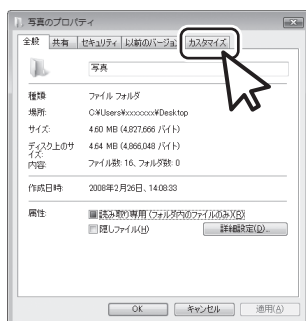 写真のプロパティ
全般 共有 セキュリティ 以前のバージョン カスタマイズ
写真
種類: ファイル フォルダ
場所: C:¥Users¥xxxxxxx¥Desktop
サイズ: 4.60 MB (4,827,666 バイト)
ディスク上のサイズ: 4.64 MB (4,866,048 バイト)
内容: ファイル数: 16、フォルダ数: 0
作成日時: 2008年2月26日、14:08:33
属性: 読み取り専用 (フォルダ内のファイルのみ)(R)
隠しファイル(H) 詳細設定(D)...
OK キャンセル 適用(A)